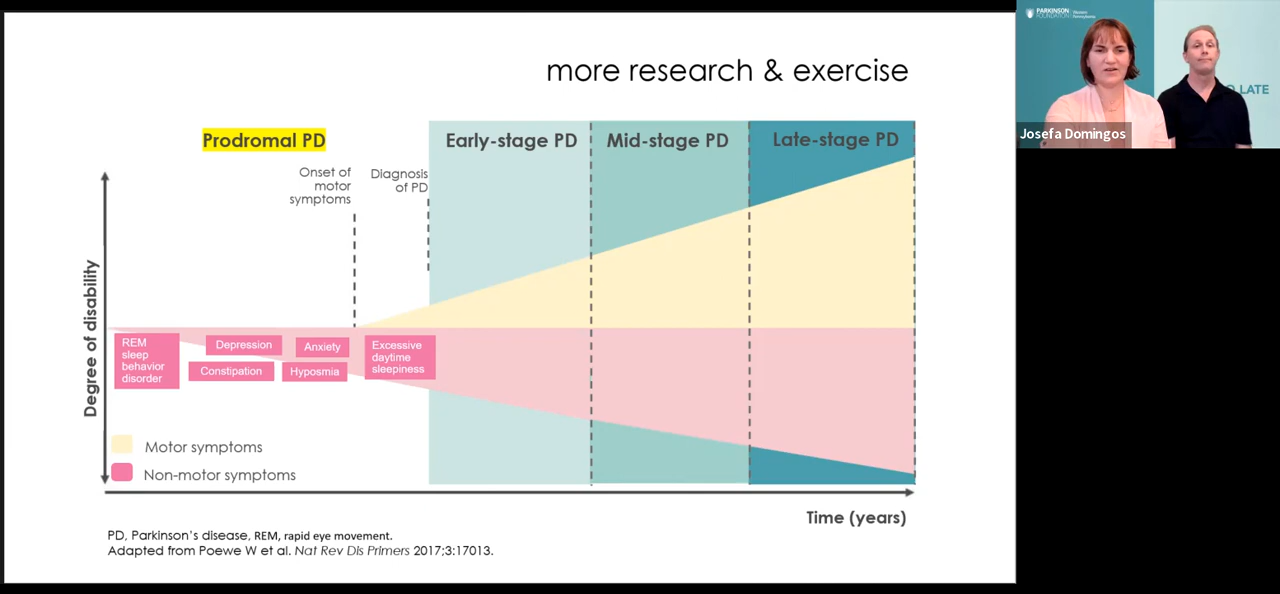 more research & exercise
Prodromal PD
Early-stage PD
Mid-stage PD
Late-stage PD
Onset of
motor
symptoms
Diagnosis
of PD
Degree of disability
REM
sleep
behavior
disorder
Depression
Constipation
Anxiety
Hyposmia
Excessive
daytime
sleepiness
Motor symptoms
Non-motor symptoms
Time (years)
PD, Parkinson's disease, REM, rapid eye movement.
Adapted from Poewe W et al. Nat Rev Dis Primers 2017;3:17013.
PARKINSON
FOUNDATION
Western
Pennsylvania
O LATE
Josefa Domingos